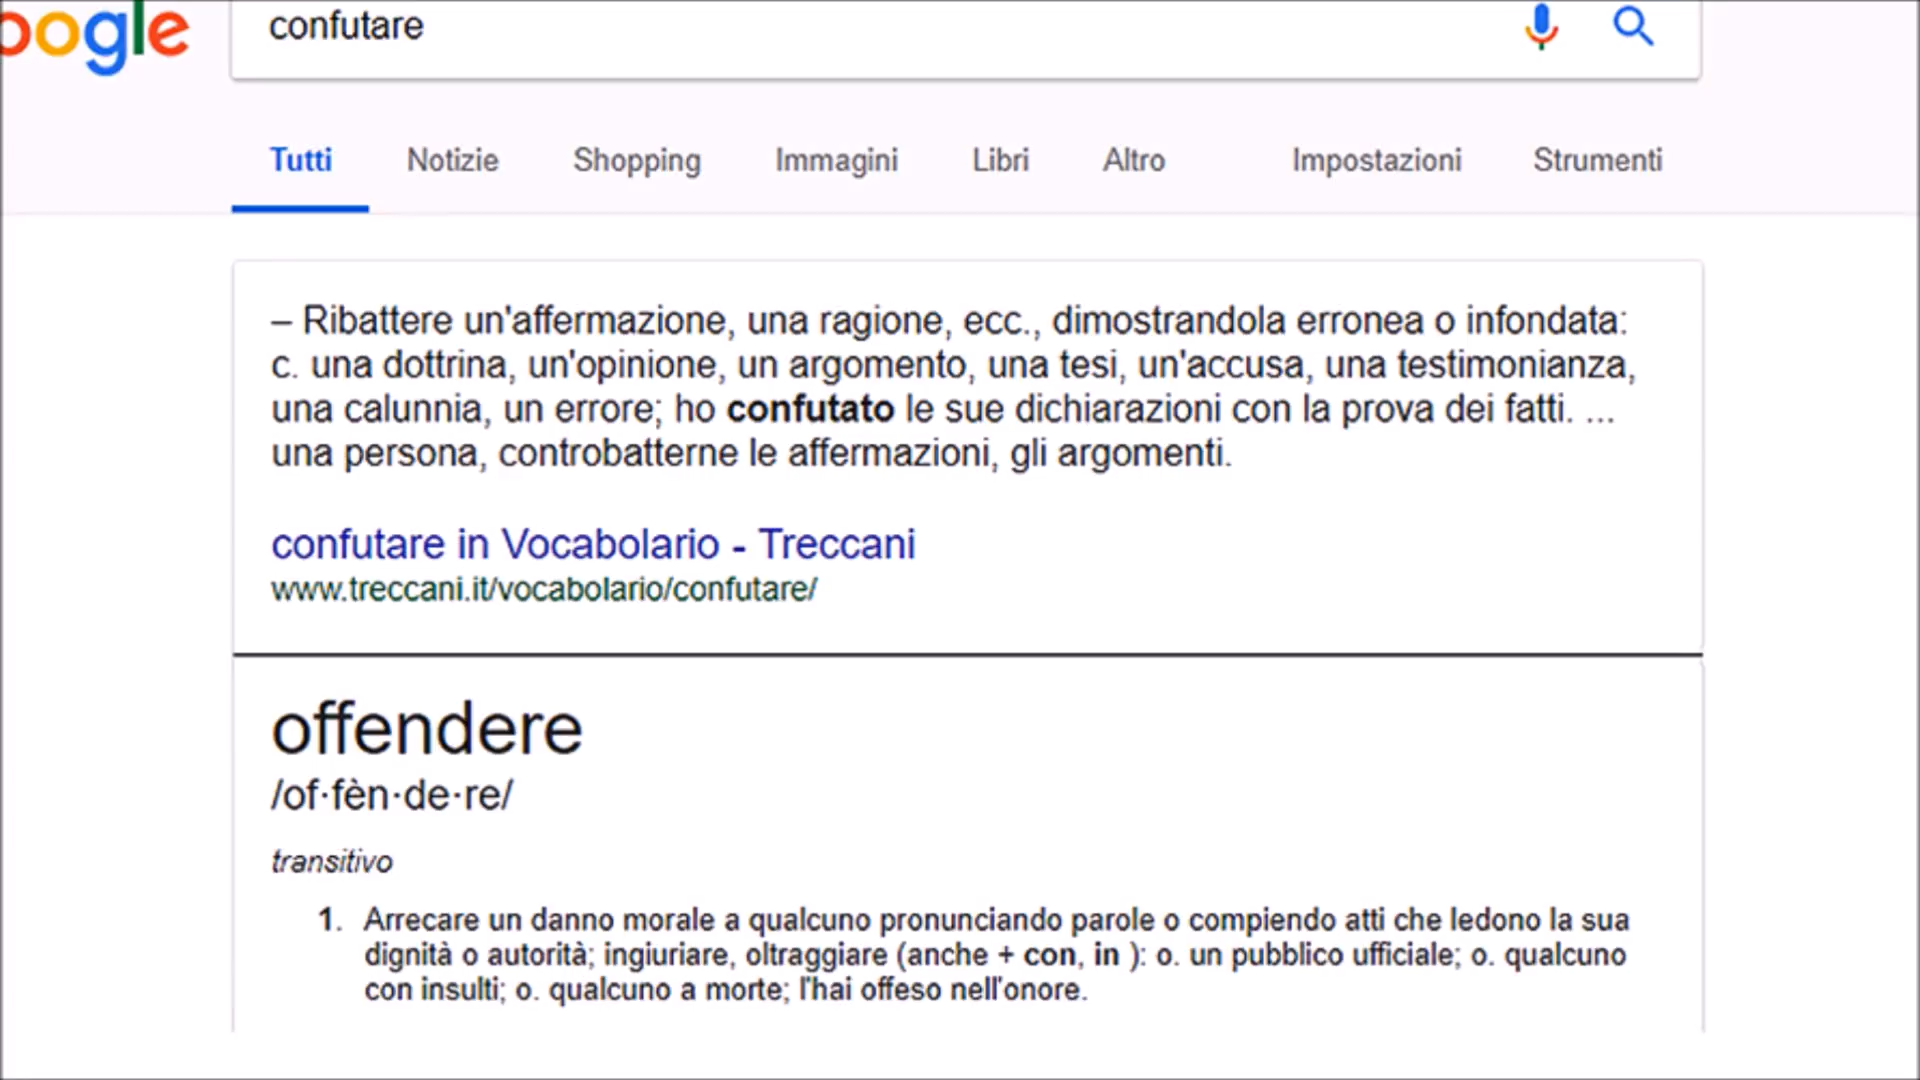 oogle
confutare
Tutti Notizie Shopping Immagini Libri Altro Impostazioni Strumenti
– Ribattere un'affermazione, una ragione, ecc., dimostrandola erronea o infondata:
c. una dottrina, un'opinione, un argomento, una tesi, un'accusa, una testimonianza,
una calunnia, un errore; ho confutato le sue dichiarazioni con la prova dei fatti. ...
una persona, controbatterne le affermazioni, gli argomenti.
confutare in Vocabolario - Treccani
www.treccani.it/vocabolario/confutare/
offendere
/of·fèn·de·re/
transitivo
1. Arrecare un danno morale a qualcuno pronunciando parole o compiendo atti che ledono la sua
dignità o autorità; ingiuriare, oltraggiare (anche + con, in ): o. un pubblico ufficiale; o. qualcuno
con insulti; o. qualcuno a morte; l'hai offeso nell'onore.